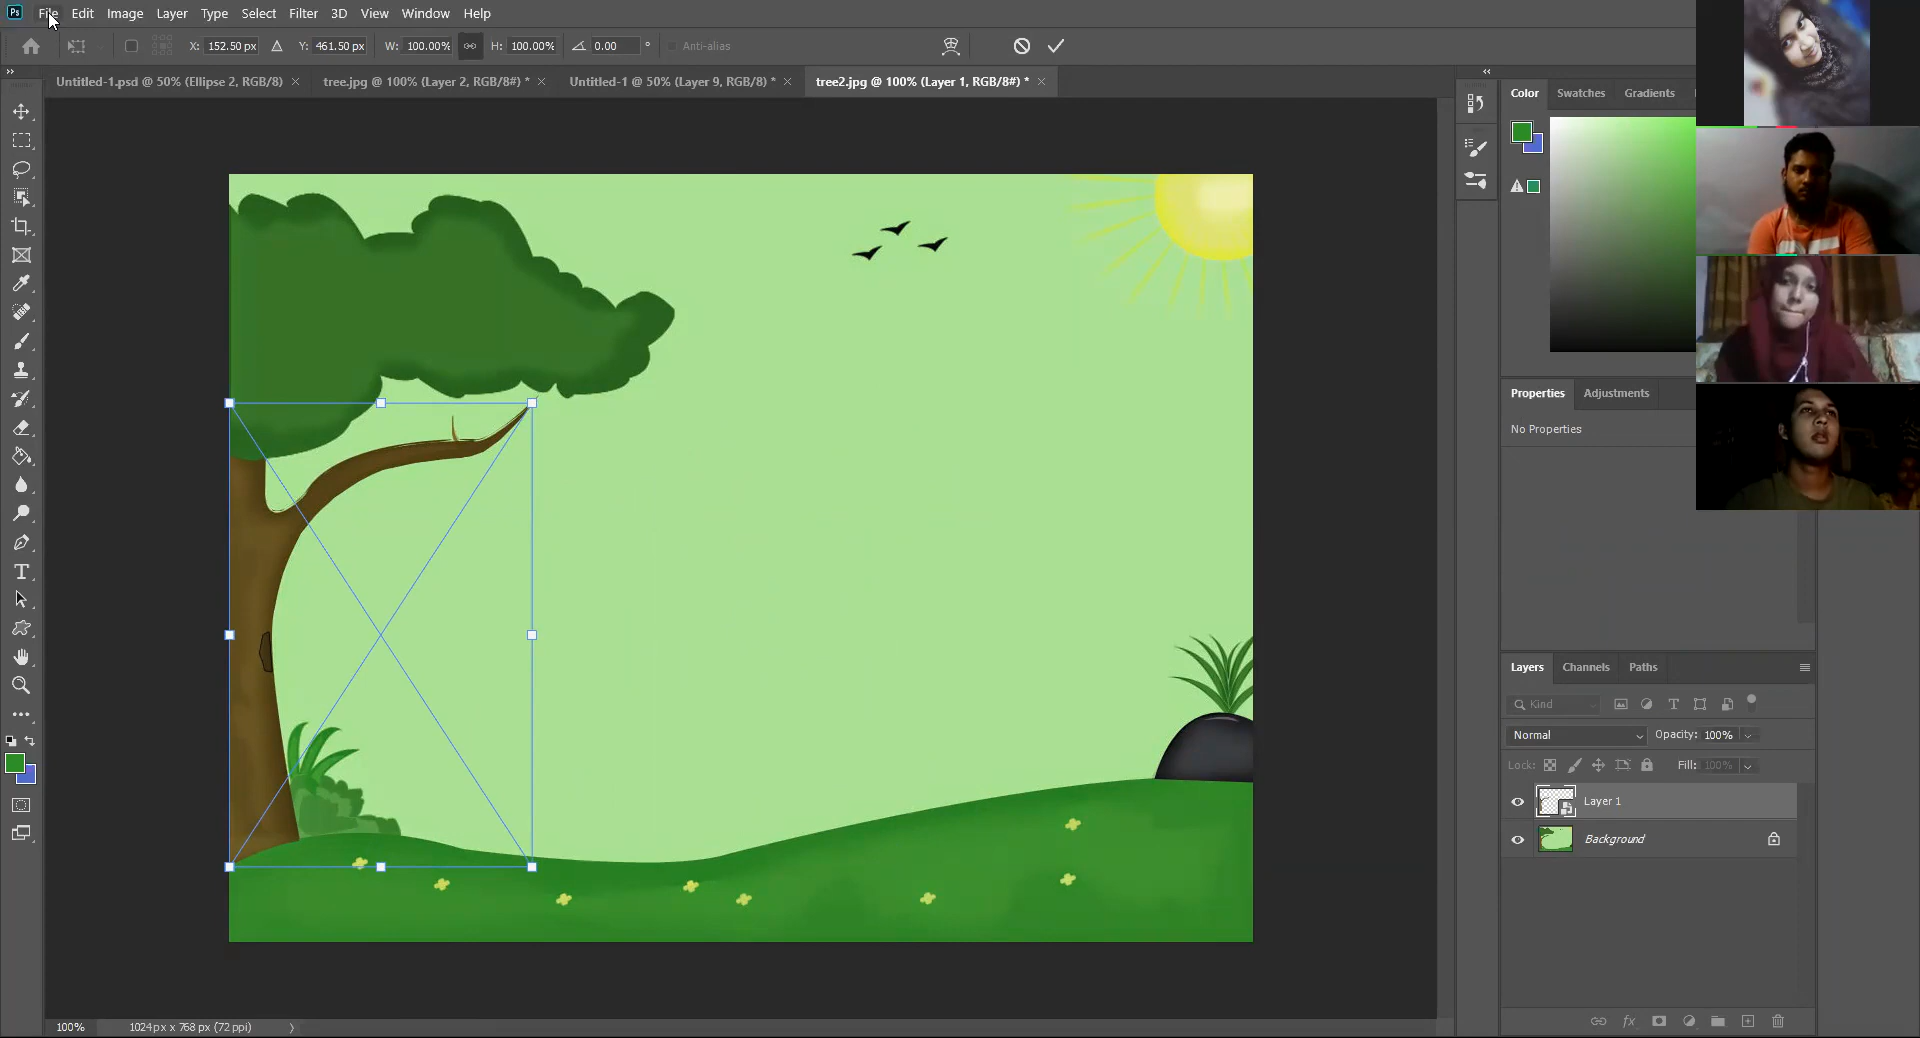 Ps File Edit Image Layer Type Select Filter 3D View Window Help
X: 152.50 px Y: 461.50 px W: 100.00% H: 100.00% 0.00 ° Anti-alias
Untitled-1.psd @ 50% (Ellipse 2, RGB/8) tree.jpg @ 100% (Layer 2, RGB/8#) * Untitled-1 @ 50% (Layer 9, RGB/8) * tree2.jpg @ 100% (Layer 1, RGB/8#) *
Color Swatches Gradients
Properties Adjustments
No Properties
Layers Channels Paths
Kind
Normal Opacity: 100%
Lock: Fill: 100%
Layer 1
Background
fx
100% 1024 px x 768 px (72 ppi)